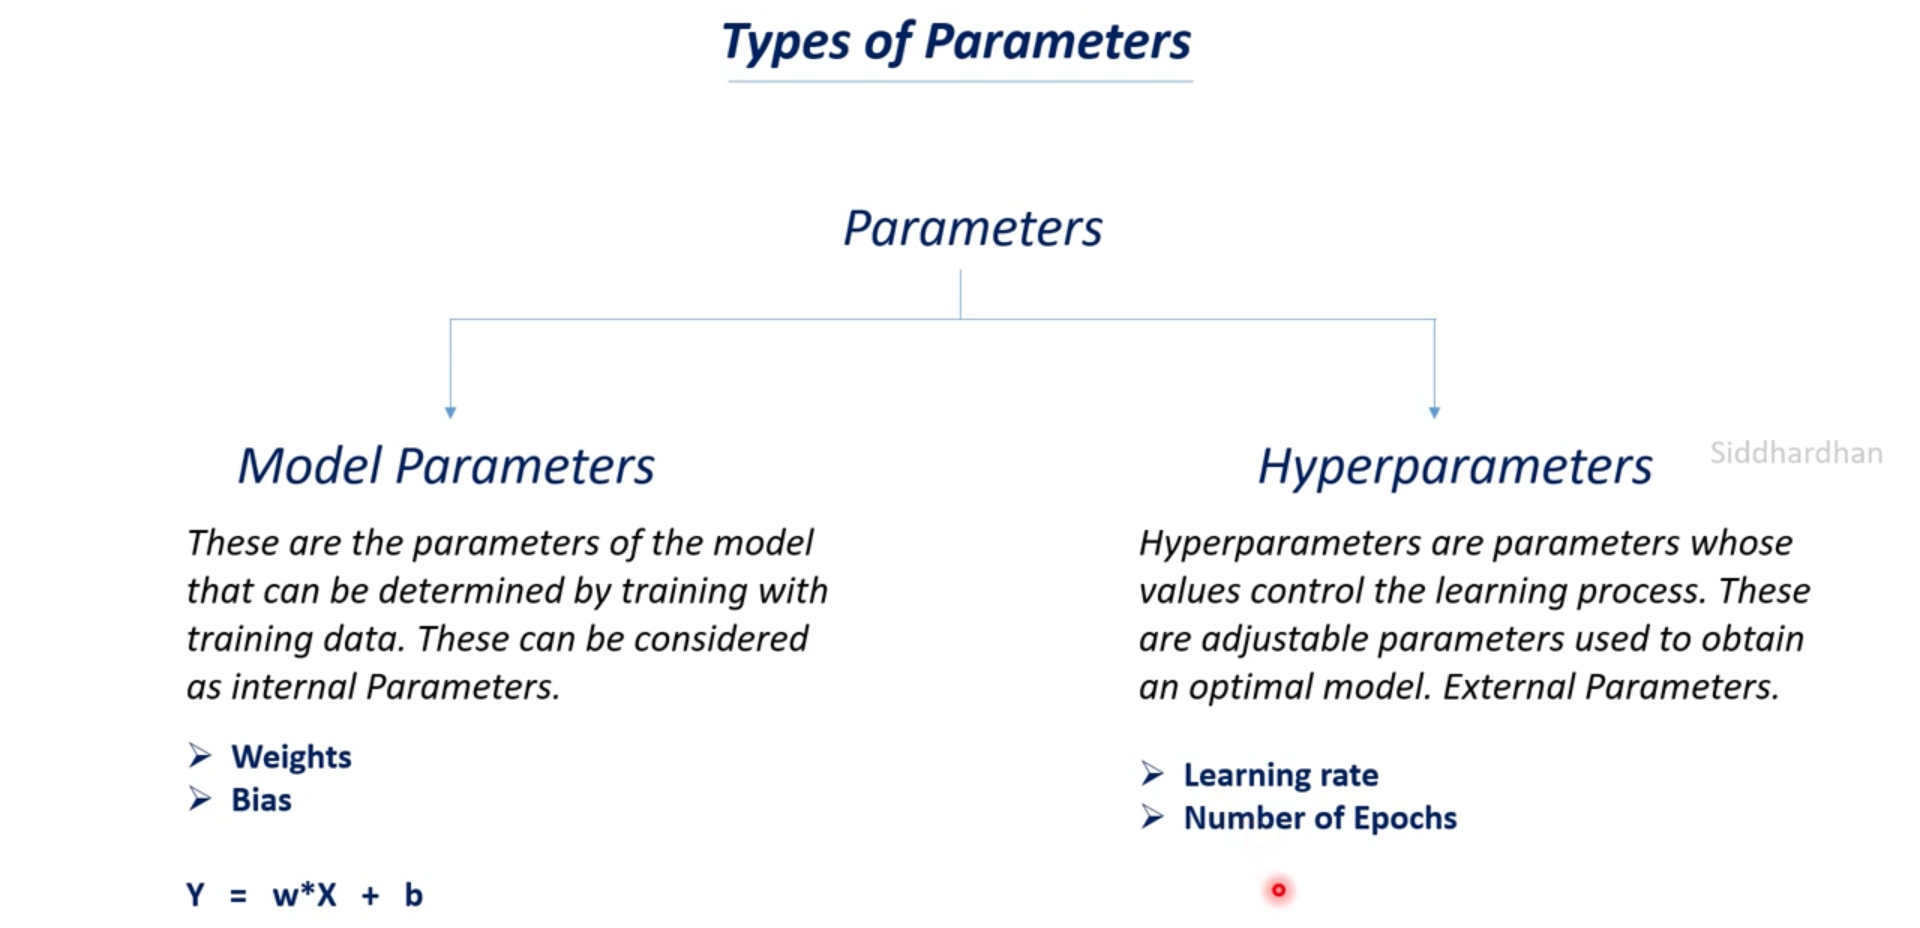 Types of Parameters
Parameters
Model Parameters
These are the parameters of the model
that can be determined by training with
training data. These can be considered
as internal Parameters.
Weights
Bias
Y = w*X + b
Hyperparameters
Siddhardhan
Hyperparameters are parameters whose
values control the learning process. These
are adjustable parameters used to obtain
an optimal model. External Parameters.
Learning rate
Number of Epochs